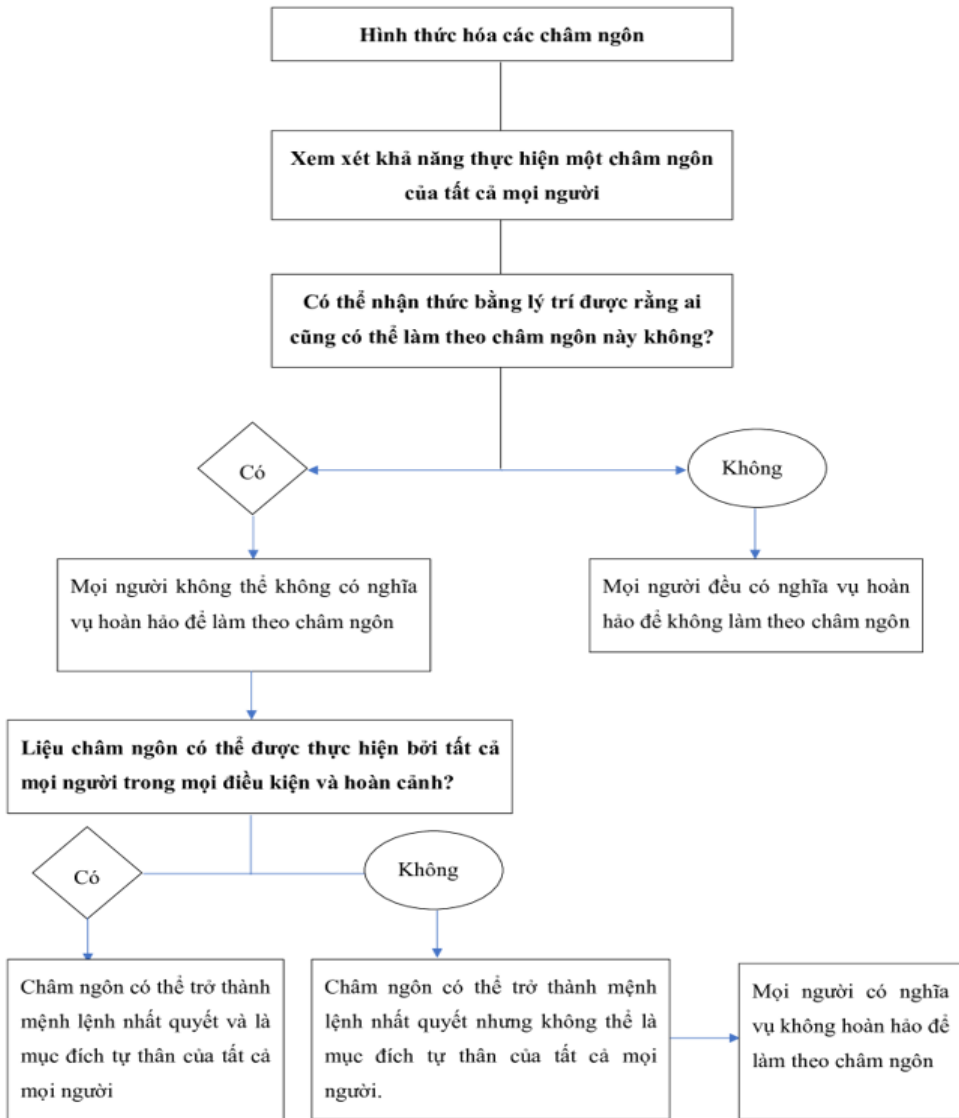 Hình thức hóa các châm ngôn
Xem xét khả năng thực hiện một châm ngôn
của tất cả mọi người
Có thể nhận thức bằng lý trí được rằng ai
cũng có thể làm theo châm ngôn này không?
Có
Không
Mọi người không thể không có nghĩa
vụ hoàn hảo để làm theo châm ngôn
Mọi người đều có nghĩa vụ hoàn
hảo để không làm theo châm ngôn
Liệu châm ngôn có thể được thực hiện bởi tất cả
mọi người trong mọi điều kiện và hoàn cảnh?
Có
Không
Châm ngôn có thể trở thành
mệnh lệnh nhất quyết và là
mục đích tự thân của tất cả
mọi người
Châm ngôn có thể trở thành mệnh
lệnh nhất quyết nhưng không thể là
mục đích tự thân của tất cả mọi
người.
Mọi người có nghĩa
vụ không hoàn hảo để
làm theo châm ngôn